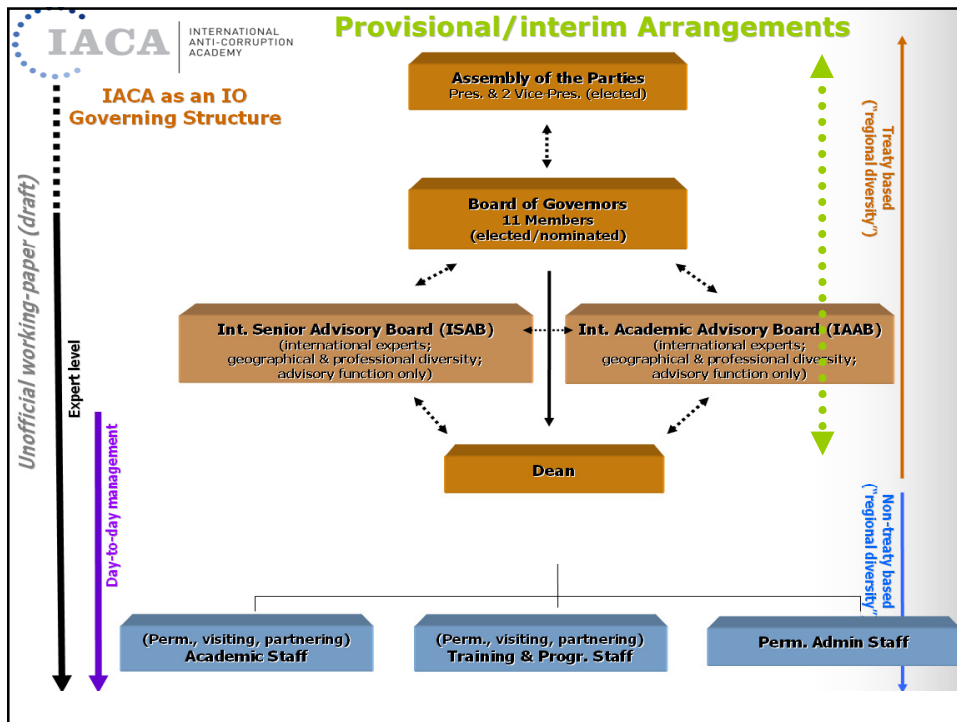 IACA
INTERNATIONAL
ANTI-CORRUPTION
ACADEMY
Provisional/interim Arrangements
IACA as an IO
Governing Structure
Assembly of the Parties
Pres. & 2 Vice-Pres. (elected)
Board of Governors
11 Members
(elected/nominated)
Int. Senior Advisory Board (ISAB)
(international experts;
geographical & professional diversity;
advisory function only)
Int. Academic Advisory Board (IAAB)
(international experts;
geographical & professional diversity;
advisory function only)
Dean
(Perm., visiting, partnering)
Academic Staff
(Perm., visiting, partnering)
Training & Progr. Staff
Perm. Admin Staff
Unofficial working-paper (draft)
Expert level
Day-to-day management
Treaty based
("regional diversity")
Non-treaty based
("regional diversity"